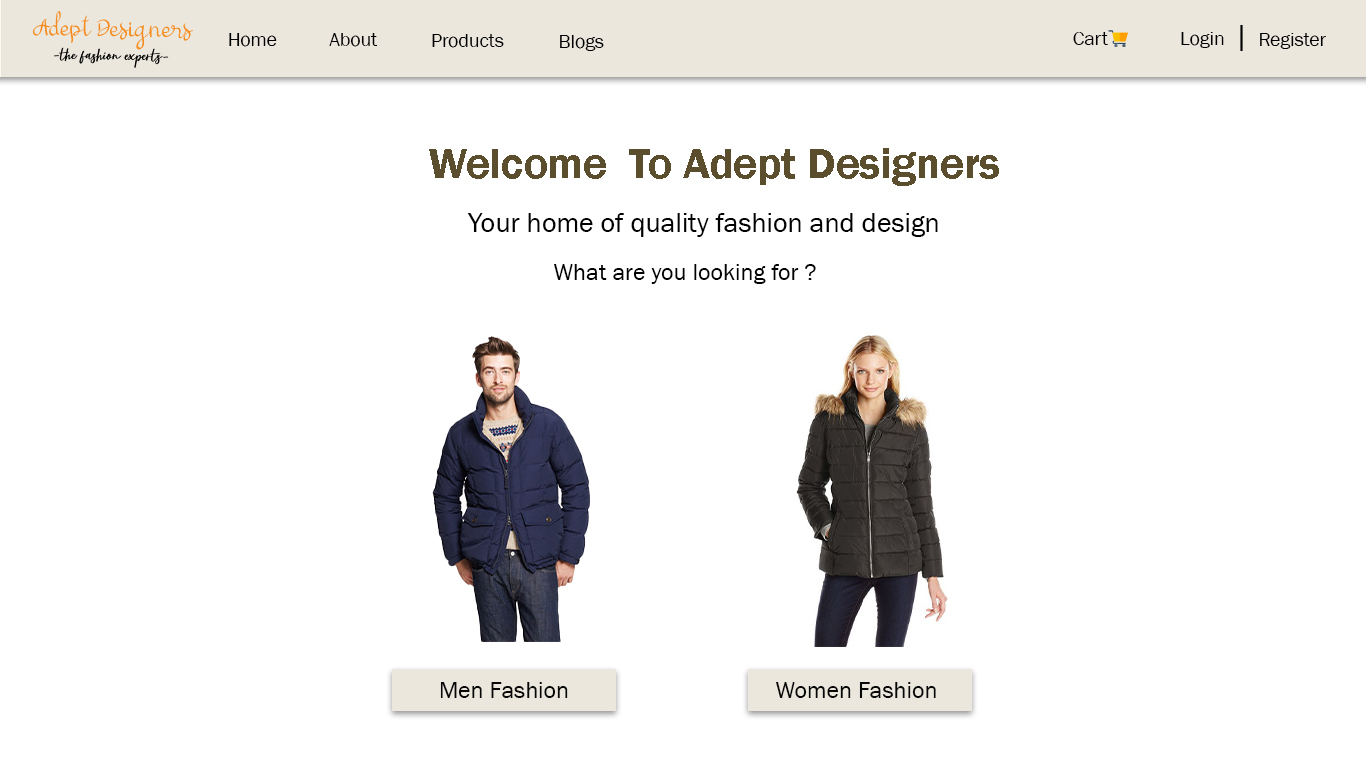 Adept Designers
-the fashion experts-
Home About Products Blogs Cart Login | Register
Welcome To Adept Designers
Your home of quality fashion and design
What are you looking for ?
Men Fashion Women Fashion